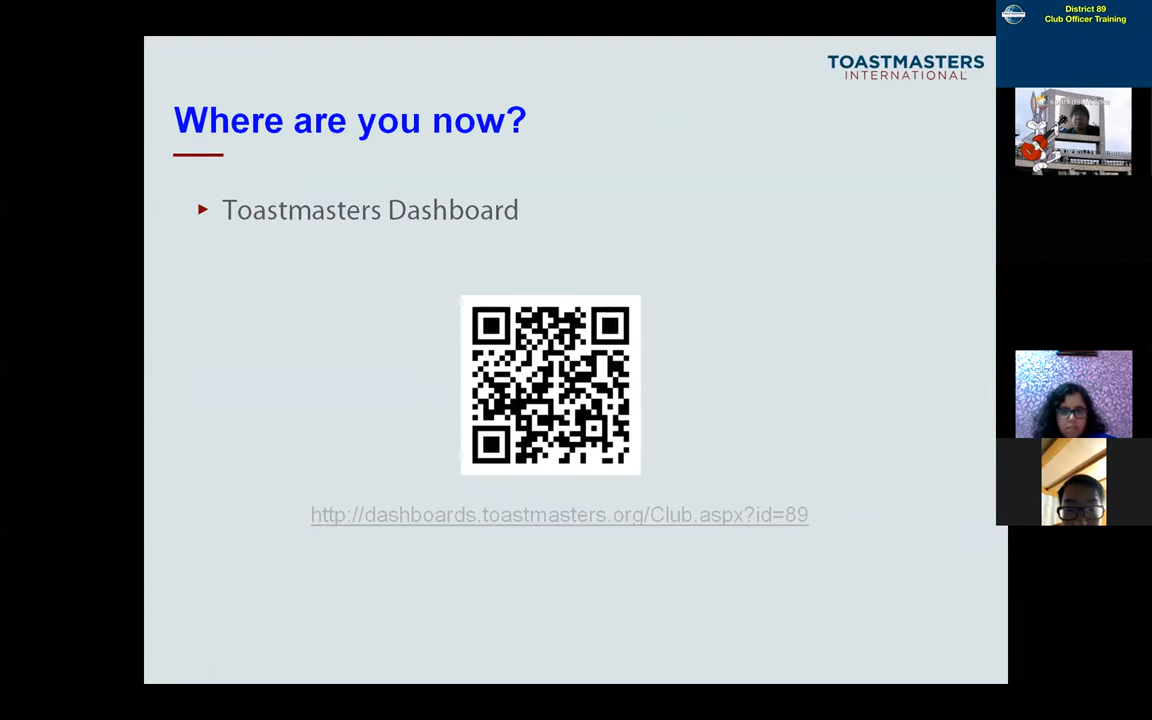 District 89
Club Officer Training
TOASTMASTERS
INTERNATIONAL
Where are you now?
Toastmasters Dashboard
http://dashboards.toastmasters.org/Club.aspx?id=89